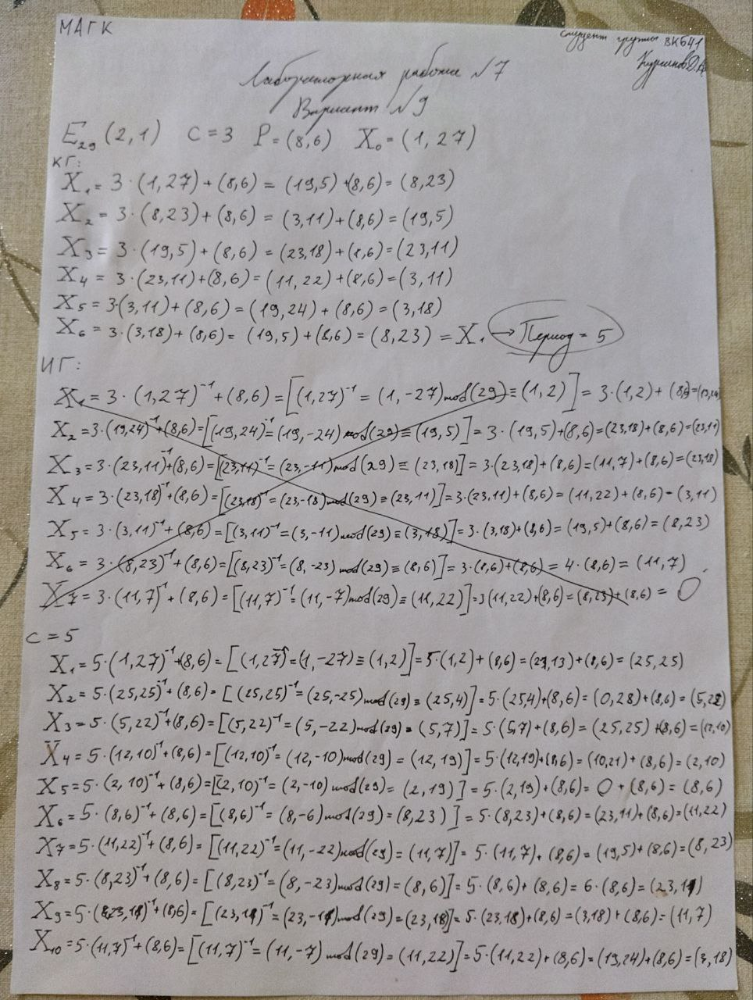 МАГК
студент группы ВКБ41
Лабораторная работа №7
Вариант №9
E₂₉ (2,1) c = 3 P = (8,6) X₀ = (1, 27)
КГ:
X₁ = 3 · (1,27) + (8,6) = (19,5) + (8,6) = (8,23)
X₂ = 3 · (8,23) + (8,6) = (3,11) + (8,6) = (19,5)
X₃ = 3 · (19,5) + (8,6) = (23,18) + (8,6) = (23,11)
X₄ = 3 · (23,11) + (8,6) = (11,22) + (8,6) = (3,11)
X₅ = 3·(3,11) + (8,6) = (19,24) + (8,6) = (3,18)
X₆ = 3 · (3,18) + (8,6) = (19,5) + (8,6) = (8,23) = X₁ → Период = 5
ИГ:
X₁ = 3 · (1,27)⁻¹ + (8,6) = [(1,27)⁻¹ = (1,-27) mod (29) ≡ (1,2)] = 3·(1,2) + (8,6) = (19,24)
X₂ = 3·(19,24)⁻¹ + (8,6) = [(19,24)⁻¹ = (19,-24) mod (29) ≡ (19,5)] = 3·(19,5) + (8,6) = (23,18) + (8,6) = (23,11)
X₃ = 3·(23,11)⁻¹ + (8,6) = [(23,11)⁻¹ = (23,-11) mod (29) ≡ (23,18)] = 3·(23,18) + (8,6) = (11,7) + (8,6) = (23,18)
X₄ = 3·(23,18)⁻¹ + (8,6) = [(23,18)⁻¹ = (23,-18) mod (29) ≡ (23,11)] = 3·(23,11) + (8,6) = (11,22) + (8,6) = (3,11)
X₅ = 3·(3,11)⁻¹ + (8,6) = [(3,11)⁻¹ = (3,-11) mod (29) ≡ (3,18)] = 3·(3,18) + (8,6) = (19,5) + (8,6) = (8,23)
X₆ = 3·(8,23)⁻¹ + (8,6) = [(8,23)⁻¹ = (8,-23) mod (29) ≡ (8,6)] = 3·(8,6) + (8,6) = 4·(8,6) = (11,7)
X₇ = 3·(11,7)⁻¹ + (8,6) = [(11,7)⁻¹ = (11,-7) mod (29) ≡ (11,22)] = 3(11,22) + (8,6) = (8,23) + (8,6) = O
c = 5
X₁ = 5·(1,27)⁻¹ + (8,6) = [(1,27)⁻¹ = (1,-27) ≡ (1,2)] = 5·(1,2) + (8,6) = (27,13) + (8,6) = (25,25)
X₂ = 5·(25,25)⁻¹ + (8,6) = [(25,25)⁻¹ = (25,-25) mod (29) ≡ (25,4)] = 5·(25,4) + (8,6) = (0,28) + (8,6) = (5,22)
X₃ = 5·(5,22)⁻¹ + (8,6) = [(5,22)⁻¹ = (5,-22) mod (29) = (5,7)] = 5·(5,7) + (8,6) = (25,25) + (8,6) = (12,10)
X₄ = 5·(12,10)⁻¹ + (8,6) = [(12,10)⁻¹ = (12,-10) mod (29) = (12,19)] = 5·(12,19) + (8,6) = (10,21) + (8,6) = (2,10)
X₅ = 5·(2,10)⁻¹ + (8,6) = [(2,10)⁻¹ = (2,-10) mod (29) = (2,19)] = 5·(2,19) + (8,6) = O + (8,6) = (8,6)
X₆ = 5·(8,6)⁻¹ + (8,6) = [(8,6)⁻¹ = (8,-6) mod (29) = (8,23)] = 5·(8,23) + (8,6) = (23,11) + (8,6) = (11,22)
X₇ = 5·(11,22)⁻¹ + (8,6) = [(11,22)⁻¹ = (11,-22) mod (29) = (11,7)] = 5·(11,7) + (8,6) = (19,5) + (8,6) = (8,23)
X₈ = 5·(8,23)⁻¹ + (8,6) = [(8,23)⁻¹ = (8,-23) mod (29) = (8,6)] = 5·(8,6) + (8,6) = 6·(8,6) = (23,11)
X₉ = 5·(23,11)⁻¹ + (8,6) = [(23,11)⁻¹ = (23,-11) mod (29) = (23,18)] = 5·(23,18) + (8,6) = (3,18) + (8,6) = (11,7)
X₁₀ = 5·(11,7)⁻¹ + (8,6) = [(11,7)⁻¹ = (11,-7) mod (29) = (11,22)] = 5·(11,22) + (8,6) = (19,24) + (8,6) = (3,18)